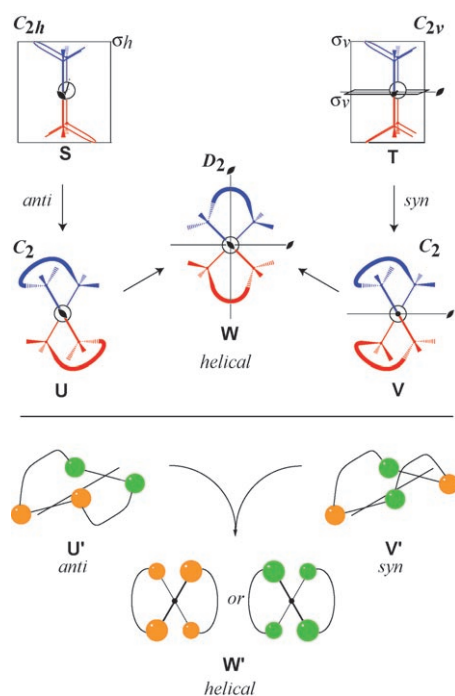 C2h
σh
S
C2v
σv
σv
T
anti
syn
D2
W
helical
C2
U
C2
V
U'
anti
V'
syn
or
W'
helical